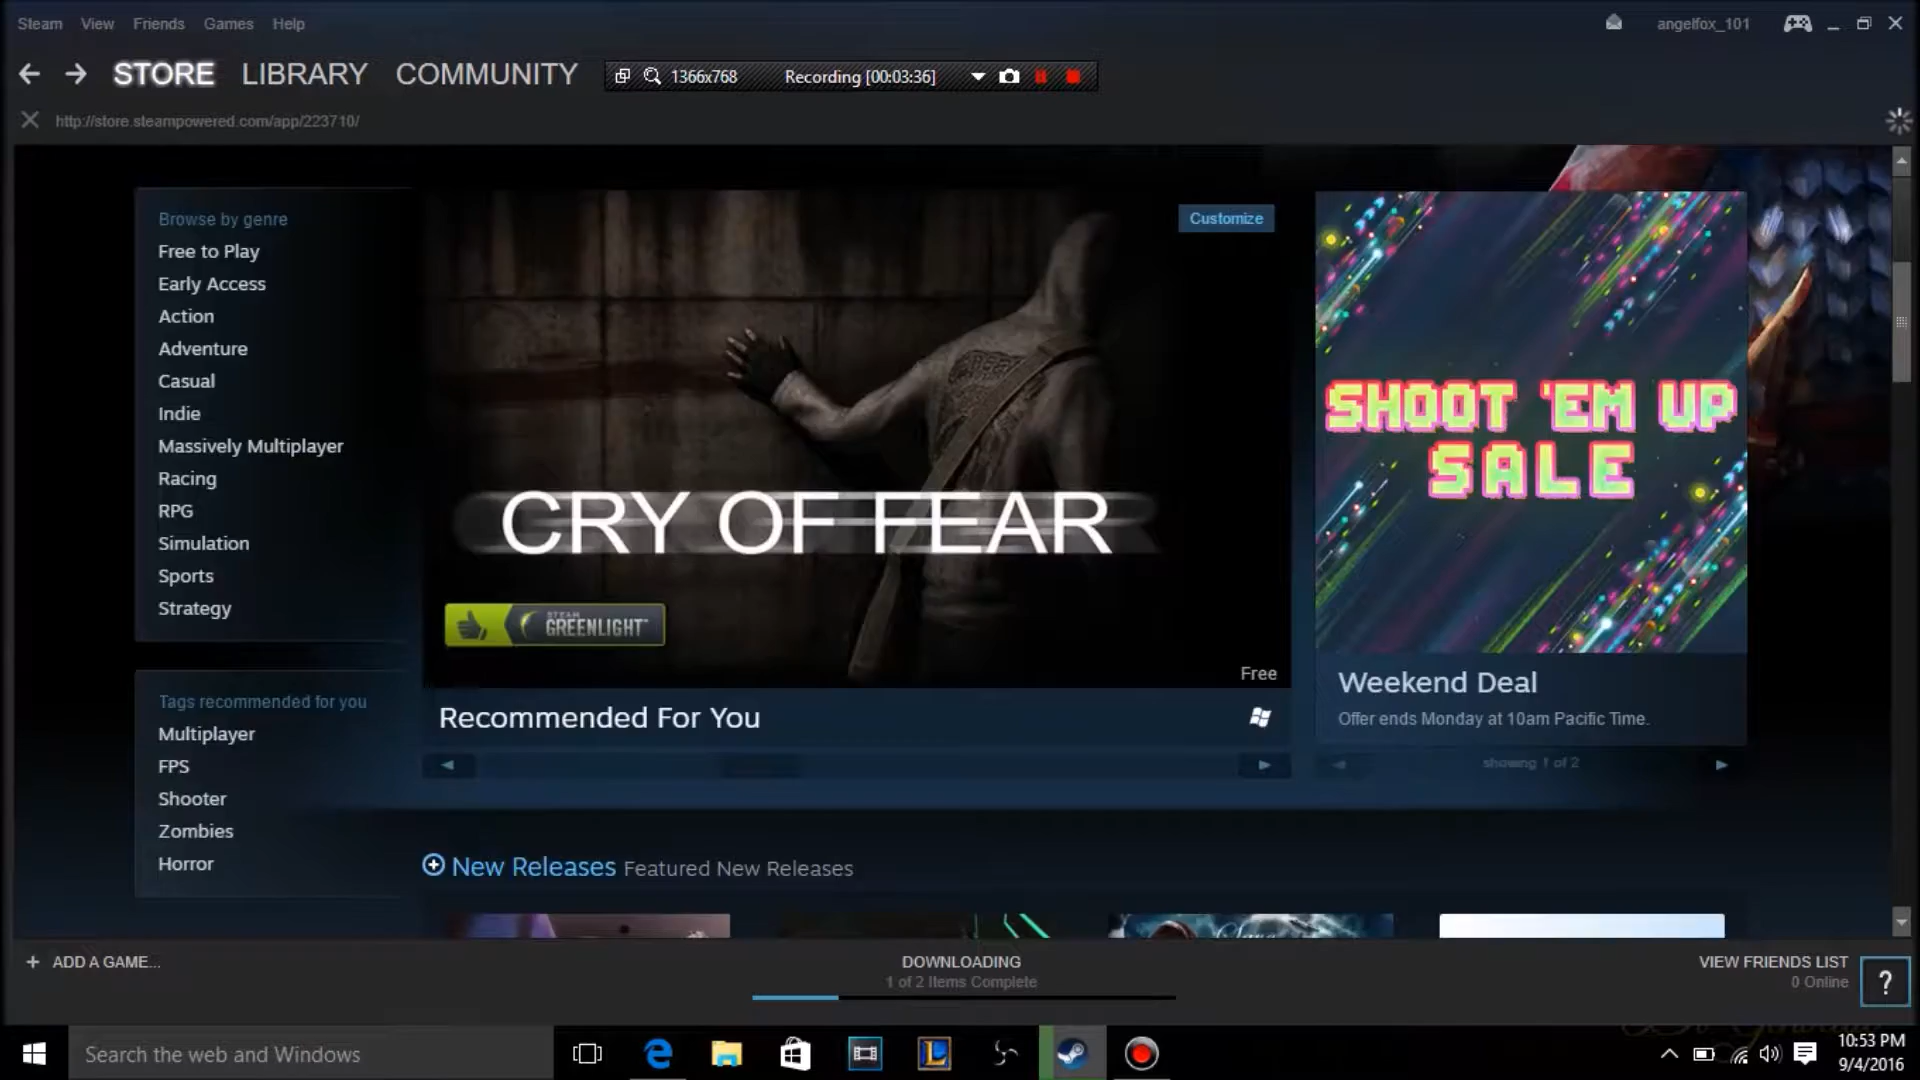 Steam View Friends Games Help
angelfox_101
STORE LIBRARY COMMUNITY
1366x768 Recording [00:03:36]
http://store.steampowered.com/app/223710/
Browse by genre
Free to Play
Early Access
Action
Adventure
Casual
Indie
Massively Multiplayer
Racing
RPG
Simulation
Sports
Strategy
Tags recommended for you
Multiplayer
FPS
Shooter
Zombies
Horror
Customize
CRY OF FEAR
STEAM
GREENLIGHT
Free
Recommended For You
SHOOT 'EM UP
SALE
Weekend Deal
Offer ends Monday at 10am Pacific Time.
showing 1 of 2
New Releases Featured New Releases
+ ADD A GAME...
DOWNLOADING
1 of 2 Items Complete
VIEW FRIENDS LIST
0 Online
?
Search the web and Windows
10:53 PM
9/4/2016